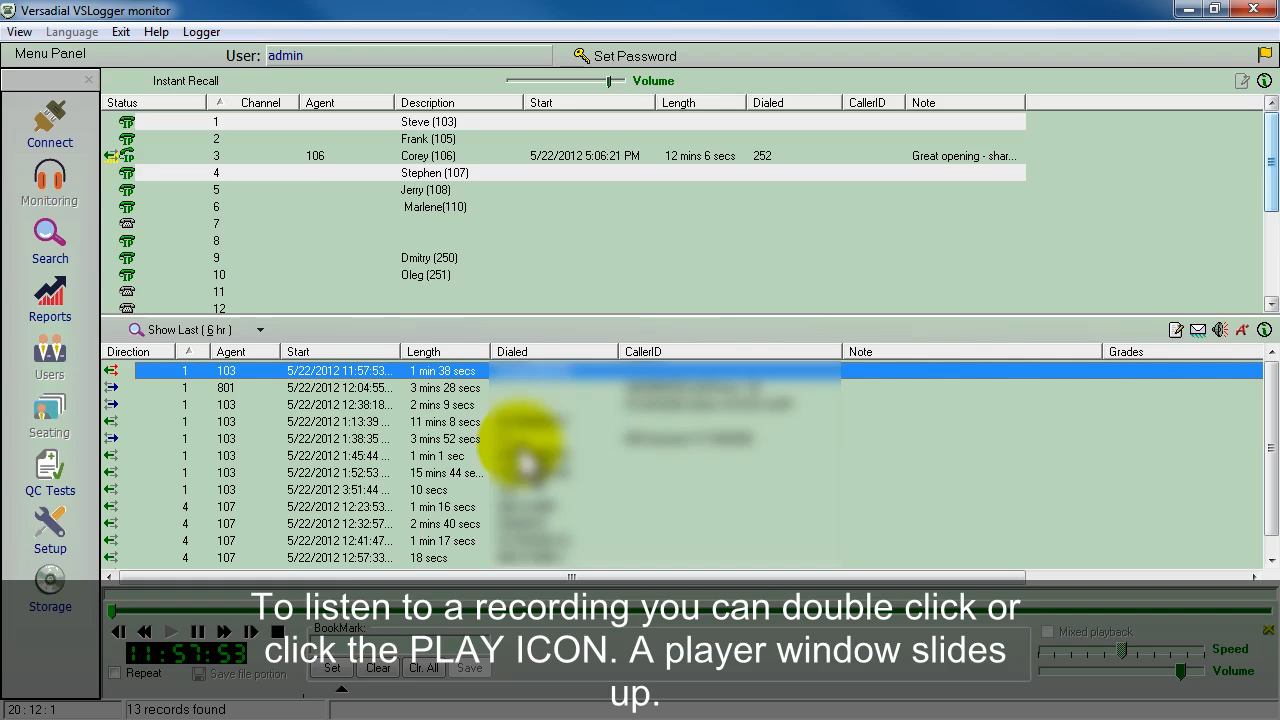 Versadial VSLogger monitor
View Language Exit Help Logger
Menu Panel User: admin Set Password
Instant Recall Volume
Status Channel Agent Description Start Length Dialed CallerID Note
1 Steve (103)
2 Frank (105)
3 106 Corey (106) 5/22/2012 5:06:21 PM 12 mins 6 secs 252 Great opening - shar...
4 Stephen (107)
5 Jerry (108)
6 Marlene(110)
7
8
9 Dmitry (250)
10 Oleg (251)
11
12
Connect
Monitoring
Search
Reports
Users
Seating
QC Tests
Setup
Storage
Show Last ( 6 hr )
Direction Agent Start Length Dialed CallerID Note Grades
1 103 5/22/2012 11:57:53... 1 min 38 secs
1 801 5/22/2012 12:04:55... 3 mins 28 secs
1 103 5/22/2012 12:38:18... 2 mins 9 secs
1 103 5/22/2012 1:13:39... 11 mins 8 secs
1 103 5/22/2012 1:38:35... 3 mins 52 secs
1 103 5/22/2012 1:45:44... 1 min 1 sec
1 103 5/22/2012 1:52:53... 15 mins 44 se...
1 103 5/22/2012 3:51:44 ... 10 secs
4 107 5/22/2012 12:23:53... 1 min 16 secs
4 107 5/22/2012 12:32:57... 2 mins 40 secs
4 107 5/22/2012 12:41:47... 1 min 17 secs
4 107 5/22/2012 12:57:33... 18 secs
To listen to a recording you can double click or
click the PLAY ICON. A player window slides
up.
BookMark:
Mixed playback
11:57:53
Set Clear Clr. All Save
Speed
Volume
Repeat Save file portion
20 : 12 : 1 13 records found